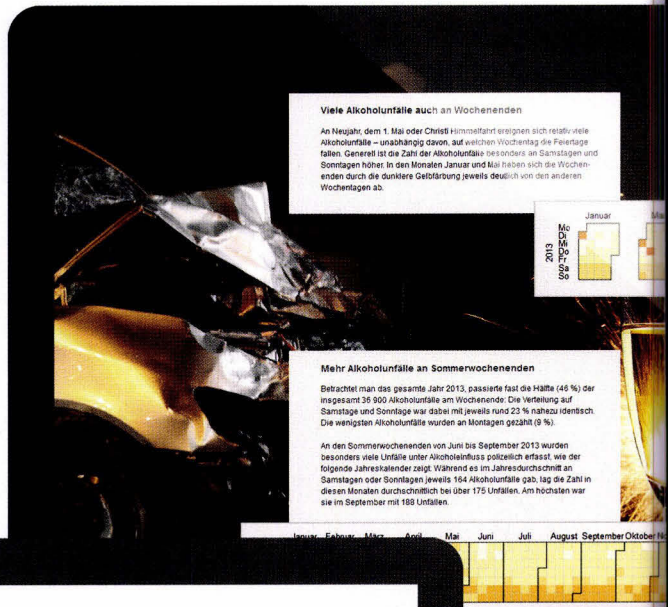 Viele Alkoholunfälle auch an Wochenenden
An Neujahr, dem 1. Mai oder Christi Himmelfahrt ereignen sich relativ viele
Alkoholunfälle – unabhängig davon, auf welchen Wochentag die Feiertage
fallen. Generell ist die Zahl der Alkoholunfälle besonders an Samstagen und
Sonntagen höher. In den Monaten Januar und Mai heben sich die Wochen-
enden durch die dunklere Gelbfärbung jeweils deutlich von den anderen
Wochentagen ab.
Januar
2013
Mo
Di
Mi
Do
Fr
Sa
So
Mehr Alkoholunfälle an Sommerwochenenden
Betrachtet man das gesamte Jahr 2013, passierte fast die Hälfte (46 %) der
insgesamt 36 900 Alkoholunfälle am Wochenende: Die Verteilung auf
Samstage und Sonntage war dabei mit jeweils rund 23 % nahezu identisch.
Die wenigsten Alkoholunfälle wurden an Montagen gezählt (9 %).
An den Sommerwochenenden von Juni bis September 2013 wurden
besonders viele Unfälle unter Alkoholeinfluss polizeilich erfasst, wie der
folgende Jahreskalender zeigt: Während es im Jahresdurchschnitt an
Samstagen oder Sonntagen jeweils 164 Alkoholunfälle gab, lag die Zahl in
diesen Monaten durchschnittlich bei über 175 Unfällen. Am höchsten war
sie im September mit 188 Unfällen.
Januar Februar März April Mai Juni Juli August September Oktober